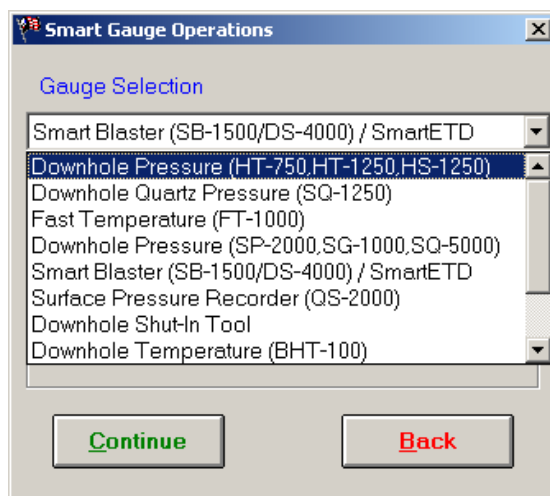 Smart Gauge Operations
Gauge Selection
Smart Blaster (SB-1500/DS-4000) / SmartETD
Downhole Pressure (HT-750,HT-1250,HS-1250)
Downhole Quartz Pressure (SQ-1250)
Fast Temperature (FT-1000)
Downhole Pressure (SP-2000,SG-1000,SQ-5000)
Smart Blaster (SB-1500/DS-4000) / SmartETD
Surface Pressure Recorder (QS-2000)
Downhole Shut-In Tool
Downhole Temperature (BHT-100)
Continue Back